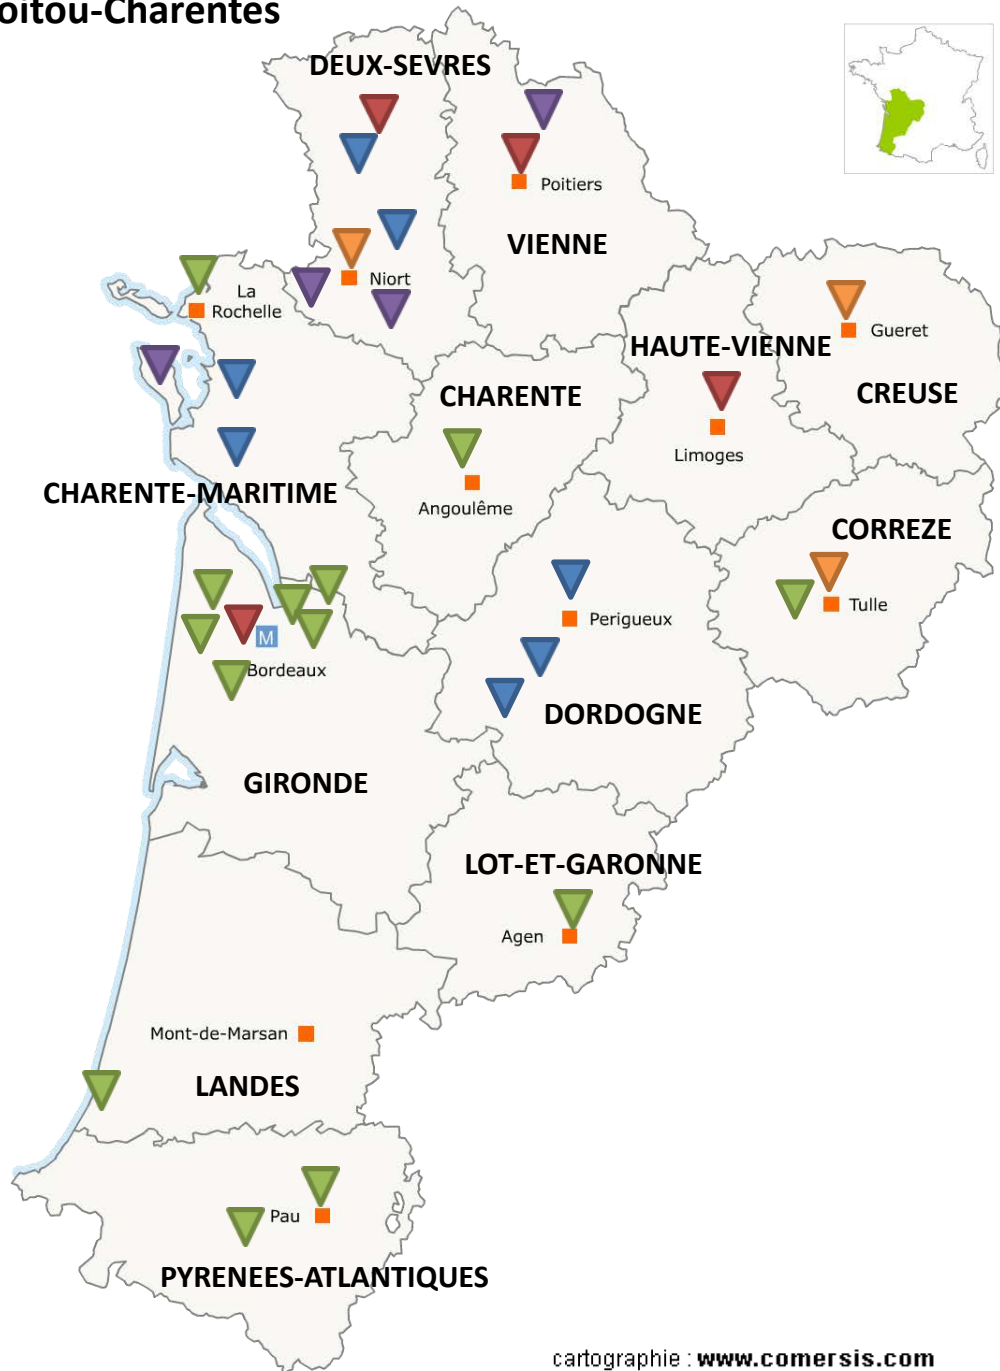 oitou-Charentes
DEUX-SEVRES
Poitiers
VIENNE
Niort
La
Rochelle
Gueret
HAUTE-VIENNE
CREUSE
CHARENTE
Limoges
CHARENTE-MARITIME
Angoulême
CORREZE
Tulle
Perigueux
M
Bordeaux
DORDOGNE
GIRONDE
LOT-ET-GARONNE
Agen
Mont-de-Marsan
LANDES
Pau
PYRENEES-ATLANTIQUES
cartographie : www.comersis.com